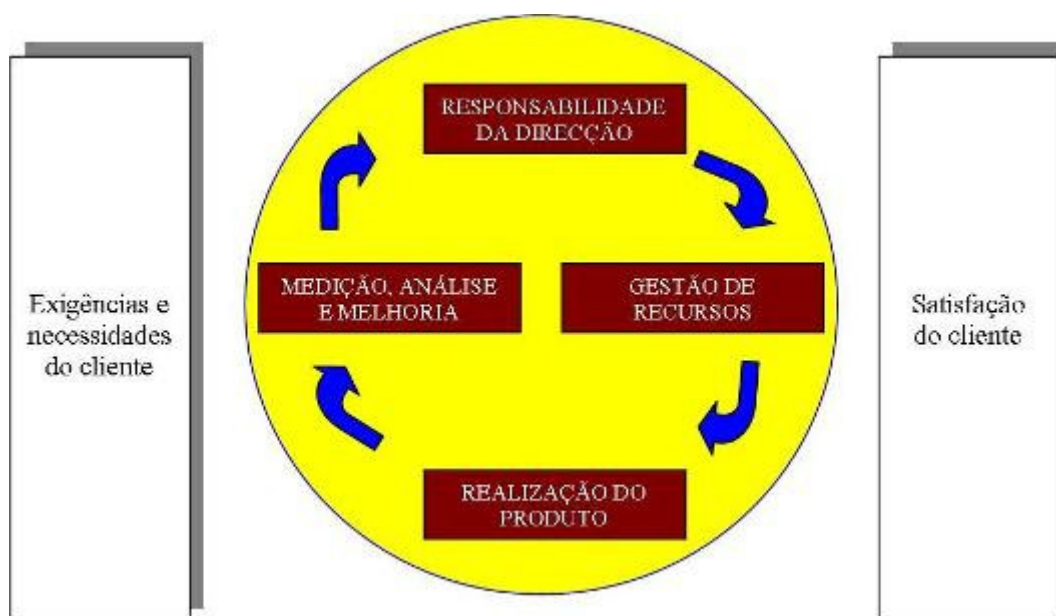 RESPONSABILIDADE
DA DIRECÇÃO
MEDIÇÃO, ANÁLISE
E MELHORIA
GESTÃO DE
RECURSOS
REALIZAÇÃO DO
PRODUTO
Exigências e
necessidades
do cliente
Satisfação
do cliente